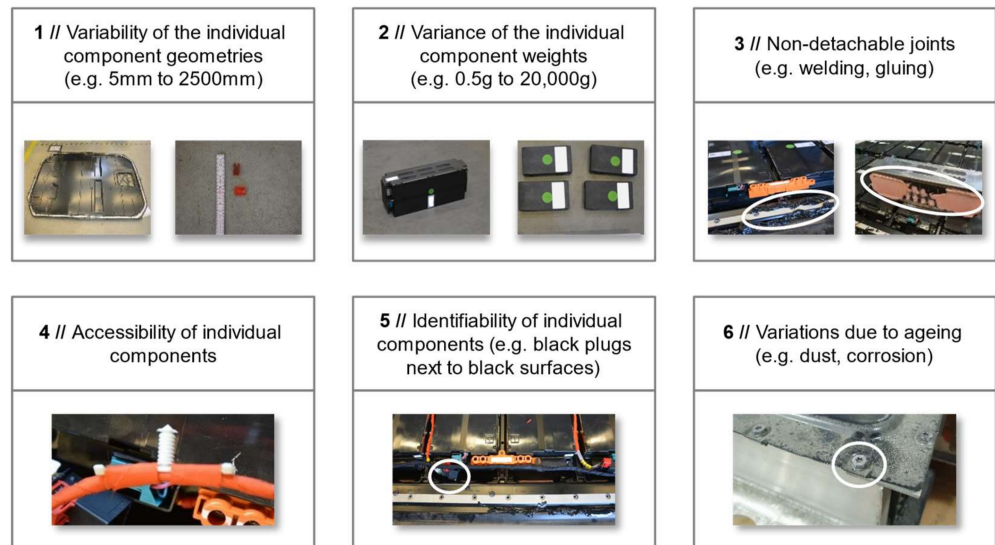 1 // Variability of the individual
component geometries
(e.g. 5mm to 2500mm)
2 // Variance of the individual
component weights
(e.g. 0.5g to 20,000g)
3 // Non-detachable joints
(e.g. welding, gluing)
4 // Accessibility of individual
components
5 // Identifiability of individual
components (e.g. black plugs
next to black surfaces)
6 // Variations due to ageing
(e.g. dust, corrosion)